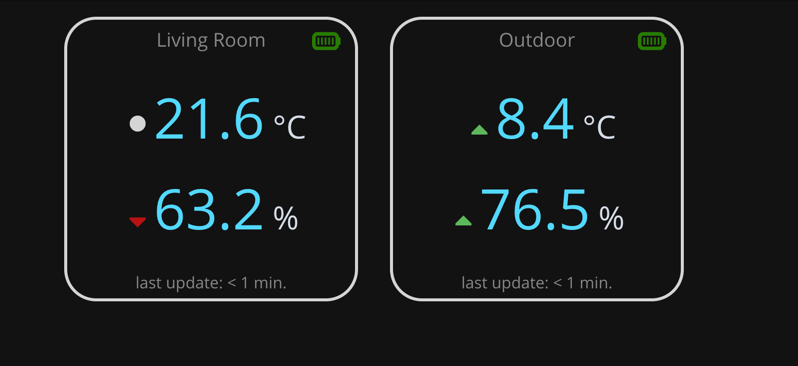 Living Room
21.6 °C
63.2 %
last update: < 1 min.
Outdoor
8.4 °C
76.5 %
last update: < 1 min.